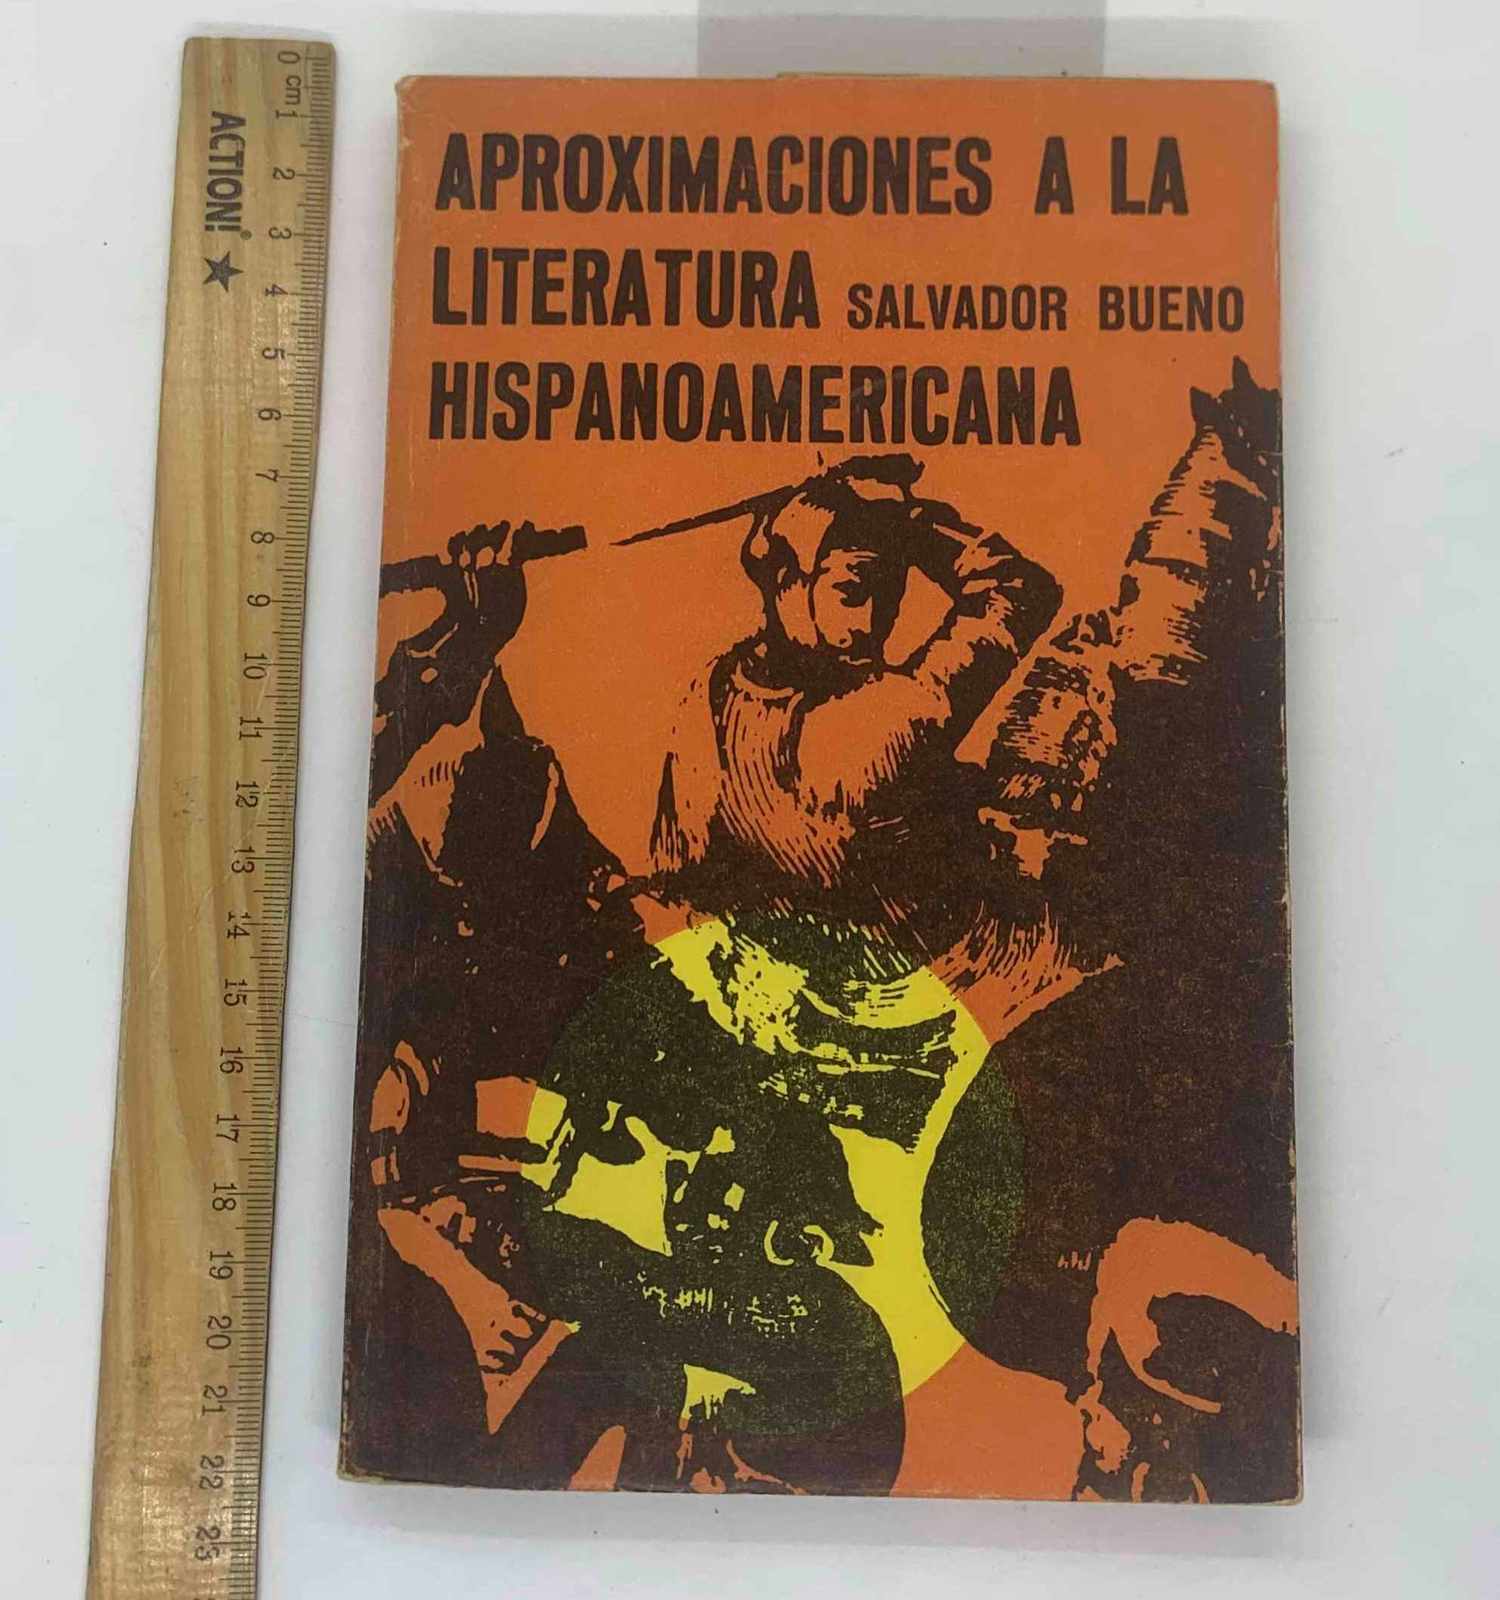 APROXIMACIONES A LA
LITERATURA SALVADOR BUENO
HISPANOAMERICANA
ACTION!®
0 cm 1 2 3 4 5 6 7 8 9 10 11 12 13 14 15 16 17 18 19 20 21 22 23